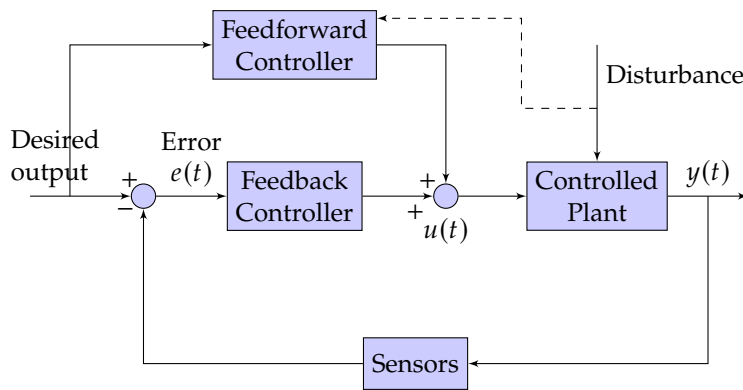 Feedforward
Controller
Disturbance
Desired
output
Error
e(t)
+
−
Feedback
Controller
+
+
u(t)
Controlled
Plant
y(t)
Sensors